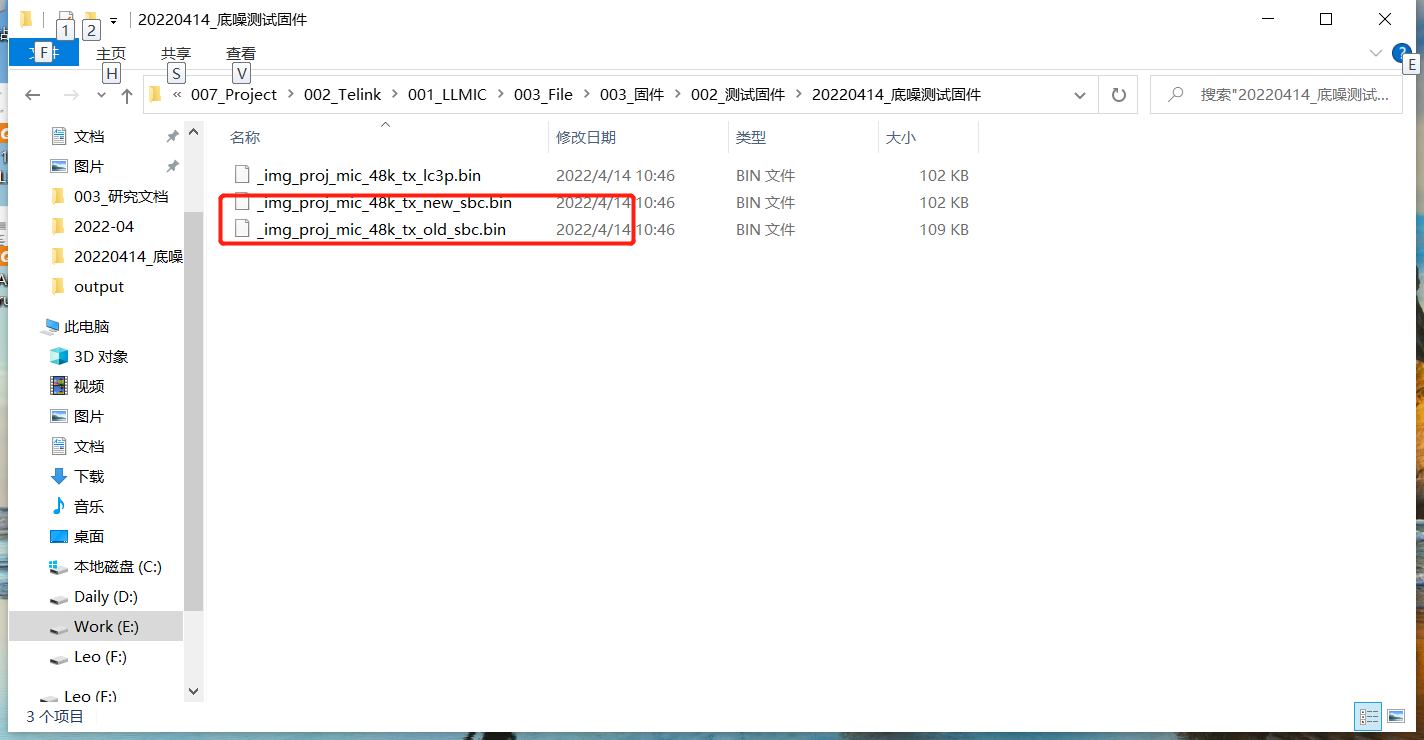 1 2 20220414_底噪测试固件
F 主页 共享 查看
H S V E
« 007_Project > 002_Telink > 001_LLMIC > 003_File > 003_固件 > 002_测试固件 > 20220414_底噪测试固件 搜索"20220414_底噪测试...
名称 修改日期 类型 大小
_img_proj_mic_48k_tx_lc3p.bin 2022/4/14 10:46 BIN 文件 102 KB
_img_proj_mic_48k_tx_new_sbc.bin 2022/4/14 10:46 BIN 文件 102 KB
_img_proj_mic_48k_tx_old_sbc.bin 2022/4/14 10:46 BIN 文件 109 KB
文档
图片
003_研究文档
2022-04
20220414_底噪
output
此电脑
3D 对象
视频
图片
文档
下载
音乐
桌面
本地磁盘 (C:)
Daily (D:)
Work (E:)
Leo (F:)
Leo (F:)
3 个项目